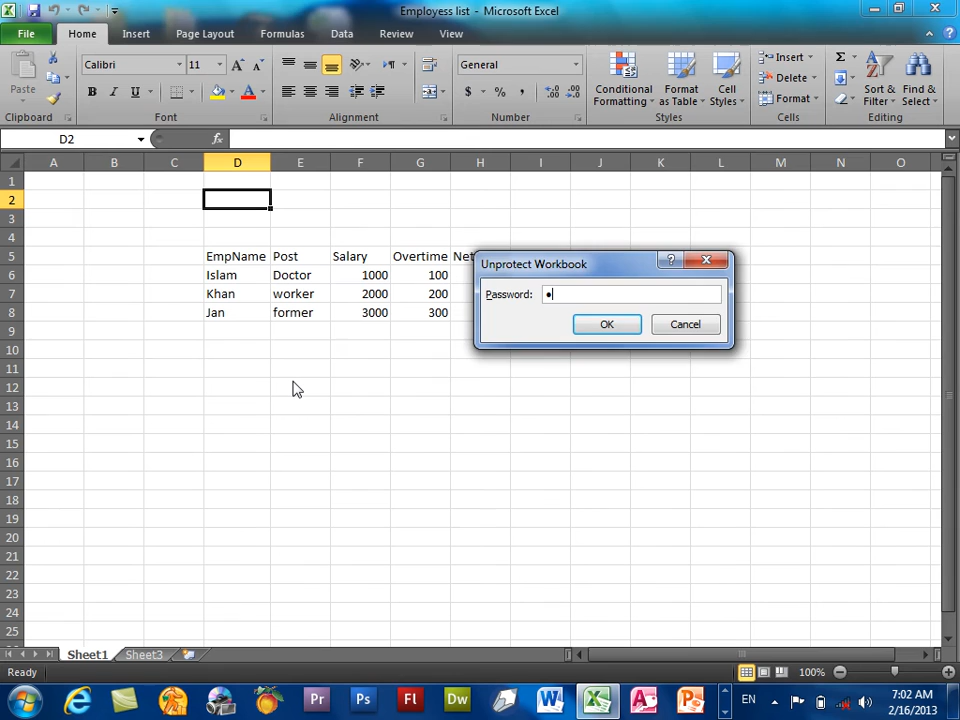 Employess list - Microsoft Excel
File Home Insert Page Layout Formulas Data Review View
Calibri 11 General Insert Σ
Paste B I U A $ % , Conditional Formatting Format as Table Cell Styles Delete Format Sort & Filter Find & Select
Clipboard Font Alignment Number Styles Cells Editing
D2 fx
A B C D E F G H I J K L M N O
1
2
3
4
5 EmpName Post Salary Overtime Net
6 Islam Doctor 1000 100
7 Khan worker 2000 200
8 Jan former 3000 300
9
10
11
12
13
14
15
16
17
18
19
20
21
22
23
24
25
Unprotect Workbook
Password: ●
OK Cancel
Sheet1 Sheet3
Ready 100%
Pr Ps Fl Dw W X A P EN 7:02 AM
2/16/2013